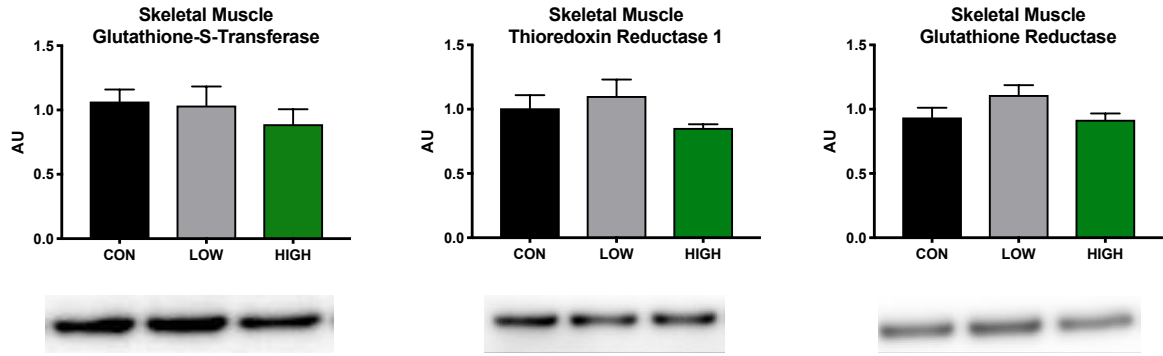 Skeletal Muscle
Glutathione-S-Transferase
1.5
1.0
0.5
0.0
AU
CON LOW HIGH
Skeletal Muscle
Thioredoxin Reductase 1
1.5
1.0
0.5
0.0
AU
CON LOW HIGH
Skeletal Muscle
Glutathione Reductase
1.5
1.0
0.5
0.0
AU
CON LOW HIGH